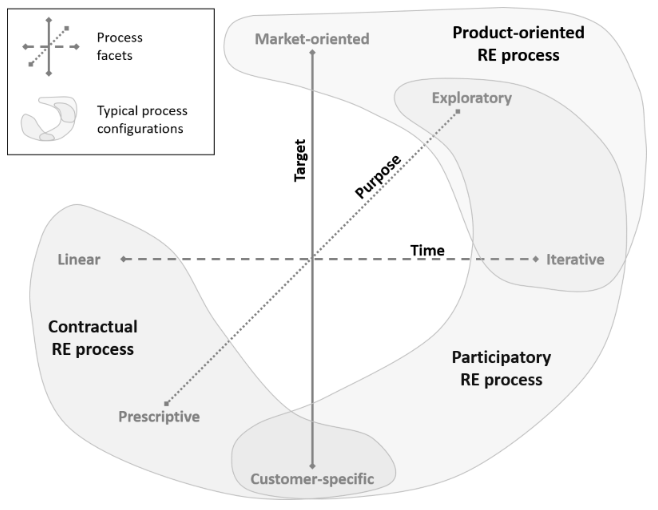 Process
facets
Typical process
configurations
Market-oriented
Product-oriented
RE process
Exploratory
Target
Purpose
Time
Linear
Iterative
Contractual
RE process
Participatory
RE process
Prescriptive
Customer-specific